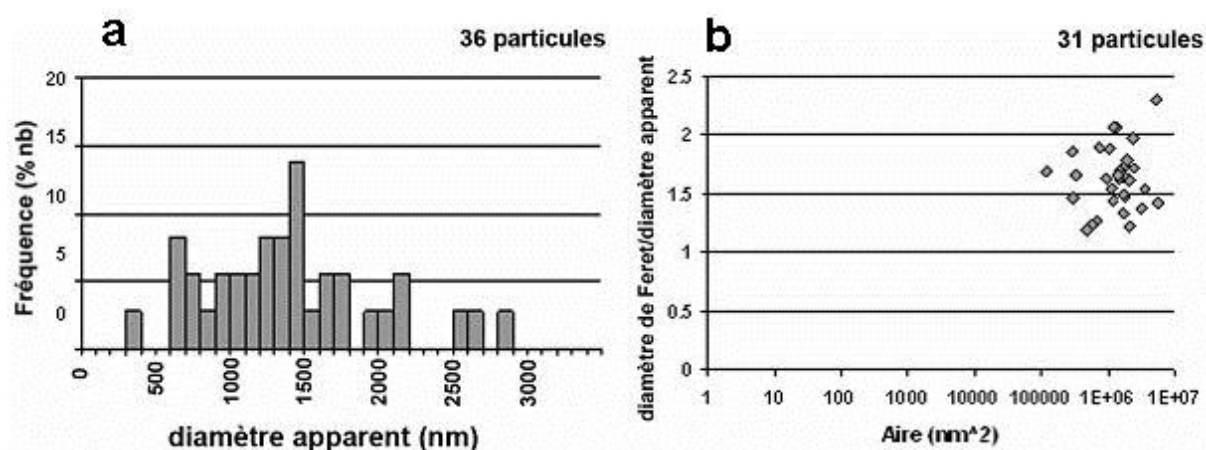 a
36 particules
Fréquence (% nb)
20
15
10
5
0
0
500
1000
1500
2000
2500
3000
diamètre apparent (nm)
b
31 particules
diamètre de Feret/diamètre apparent
2.5
2
1.5
1
0.5
0
1
10
100
1000
10000
100000
1E+06
1E+07
Aire (nm^2)